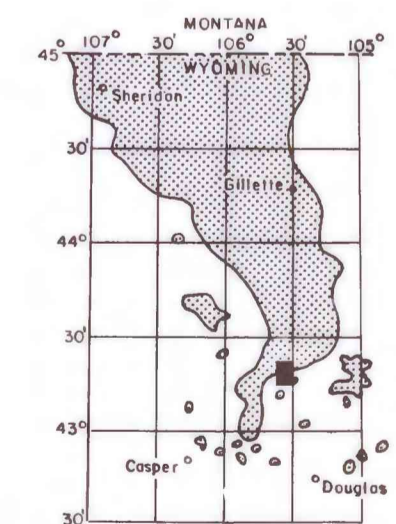 MONTANA
107° 30' 106° 30' 105°
45°
WYOMING
Sheridon
30'
Gillette
44°
30'
43°
Casper
Douglas
30'